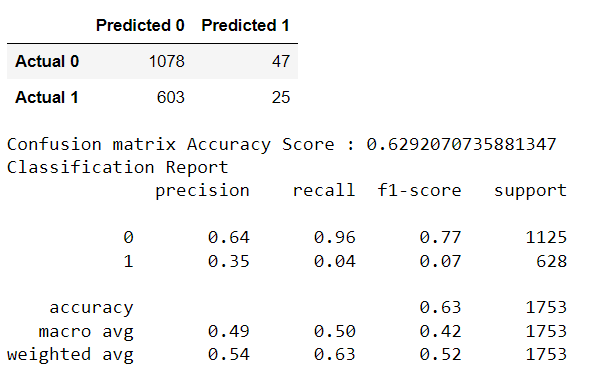 Predicted 0 Predicted 1
Actual 0 1078 47
Actual 1 603 25
Confusion matrix Accuracy Score : 0.6292070735881347
Classification Report
precision recall f1-score support
0 0.64 0.96 0.77 1125
1 0.35 0.04 0.07 628
accuracy 0.63 1753
macro avg 0.49 0.50 0.42 1753
weighted avg 0.54 0.63 0.52 1753